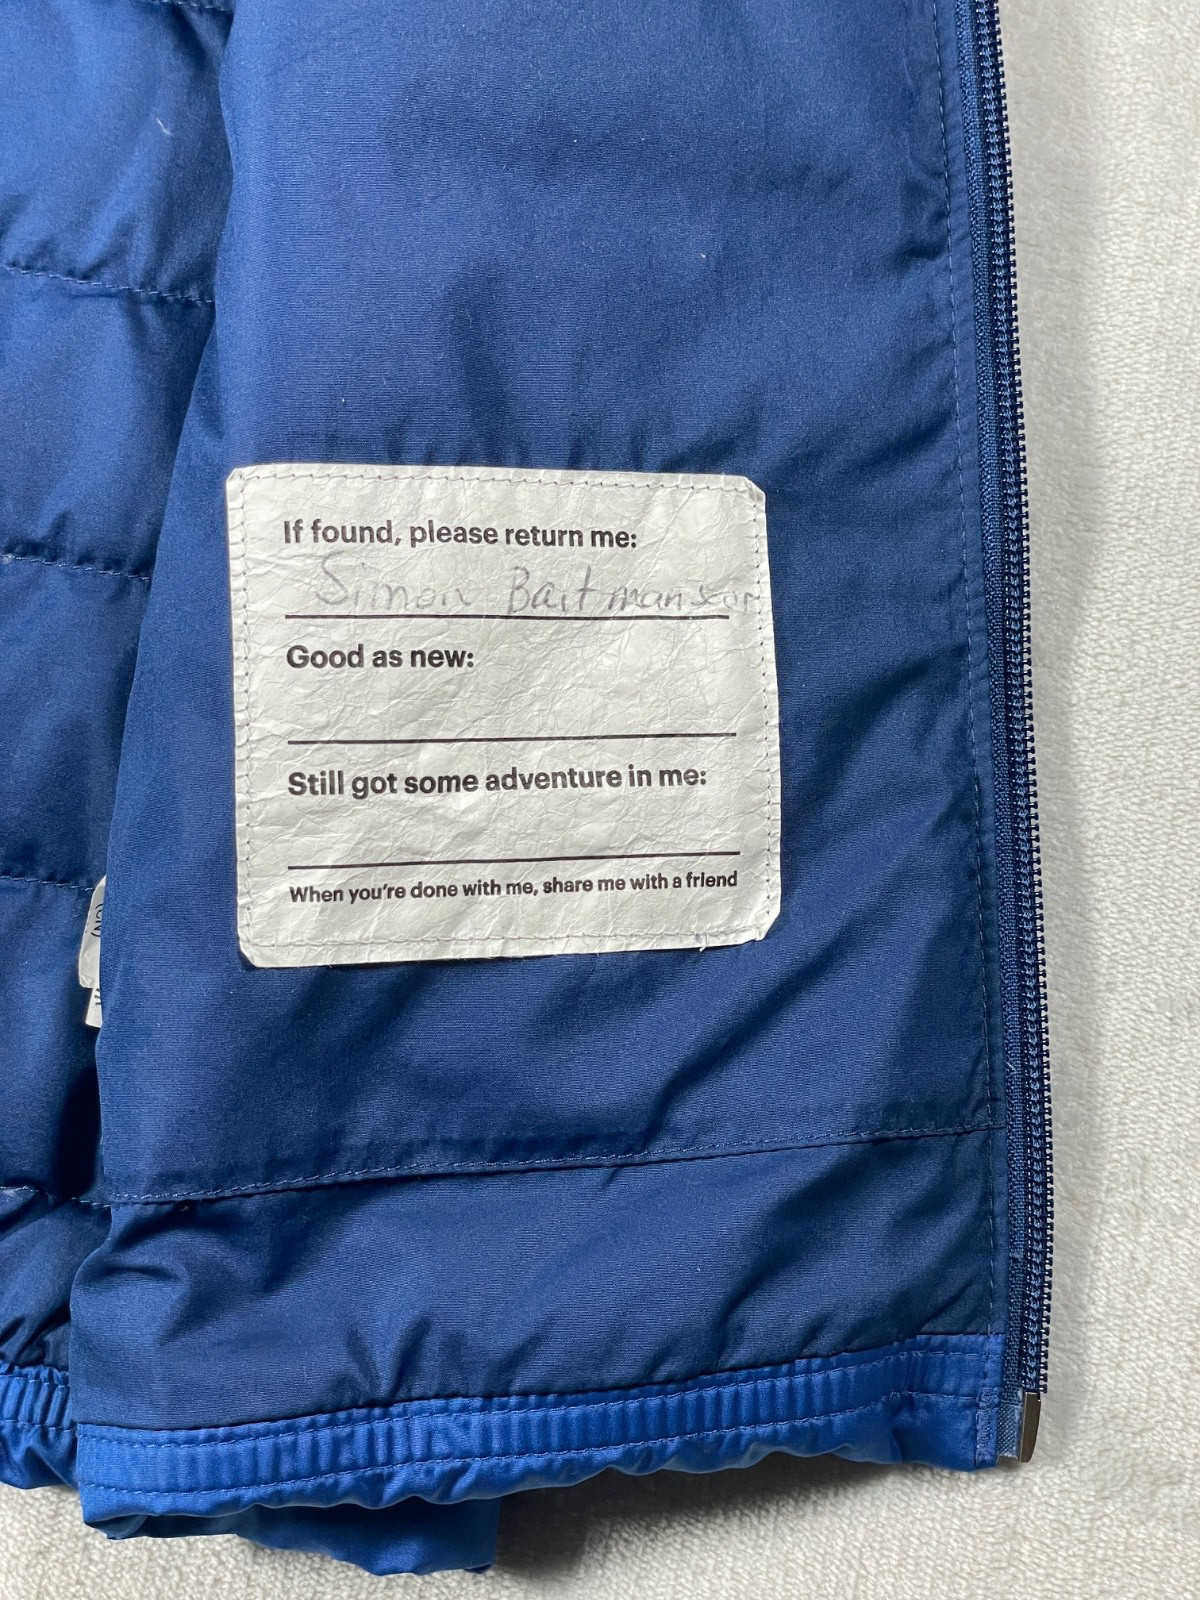 If found, please return me:
Simon
Good as new:
Still got some adventure in me:
When you're done with me, share me with a friend
(CN)